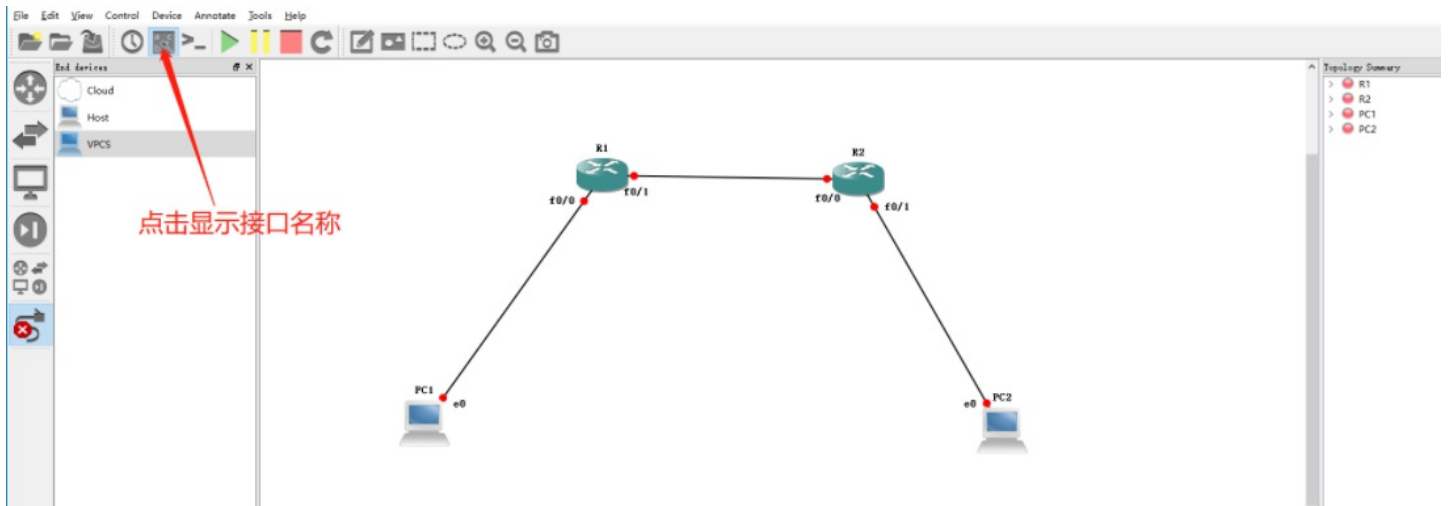 File Edit View Control Device Annotate Tools Help
End devices
Topology Summary
Cloud
Host
VPCS
R1
R2
PC1
PC2
R1
R2
f0/0
f0/1
f0/0
f0/1
点击显示接口名称
PC1
e0
e0
PC2